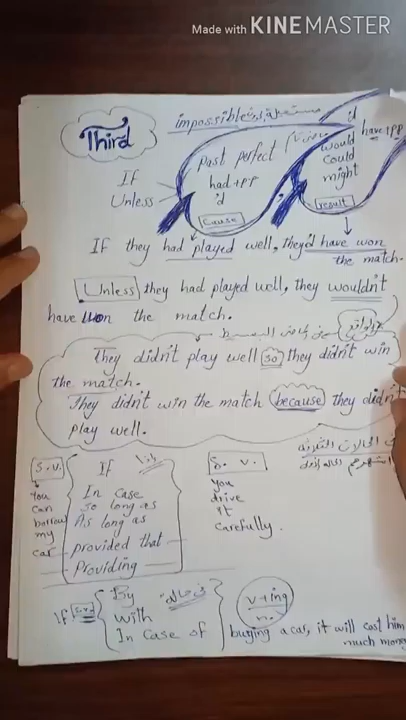 Made with KINEMASTER
Third
impossible
If
Unless
past perfect
had + pp
'd
Cause
'd
would
could
might
have + pp
result
If they had played well, they'd have won
the match.
Unless they had played well, they wouldn't
have won the match.
They didn't play well so they didn't win
the match.
They didn't win the match because they didn't
play well.
في الحالات الثلاثة
S. V.
You
can
borrow
my
car
If
In case
So long as
As long as
provided that
Providing
S. V.
you
drive
it
carefully.
If S.V.
By
with
In case of
في حالة
V + ing
n.
buying a car, it will cost him
much money